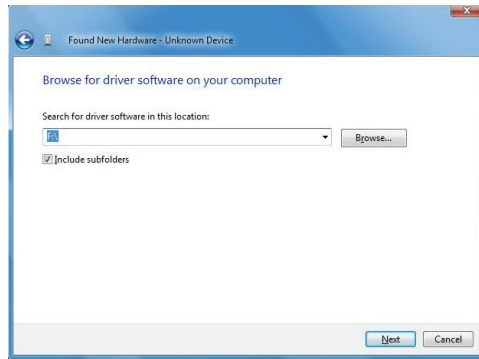 Found New Hardware - Unknown Device
Browse for driver software on your computer
Search for driver software in this location:
Browse...
Include subfolders
Next
Cancel